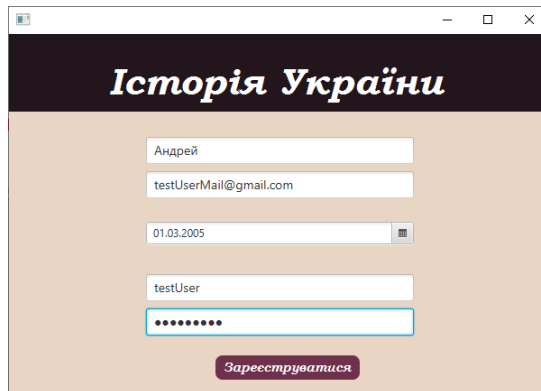 Історія України
Андрей
testUserMail@gmail.com
01.03.2005
testUser
●●●●●●●●●
Зареєструватися